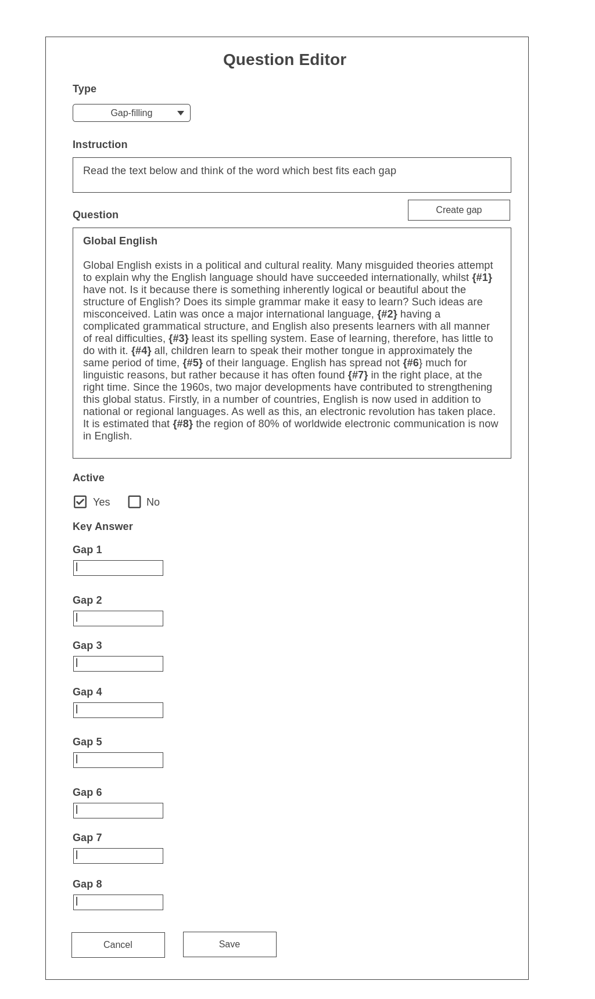 Question Editor
Type
Gap-filling
Instruction
Read the text below and think of the word which best fits each gap
Create gap
Question
Global English
Global English exists in a political and cultural reality. Many misguided theories attempt
to explain why the English language should have succeeded internationally, whilst {#1}
have not. Is it because there is something inherently logical or beautiful about the
structure of English? Does its simple grammar make it easy to learn? Such ideas are
misconceived. Latin was once a major international language, {#2} having a
complicated grammatical structure, and English also presents learners with all manner
of real difficulties, {#3} least its spelling system. Ease of learning, therefore, has little to
do with it. {#4} all, children learn to speak their mother tongue in approximately the
same period of time, {#5} of their language. English has spread not {#6} much for
linguistic reasons, but rather because it has often found {#7} in the right place, at the
right time. Since the 1960s, two major developments have contributed to strengthening
this global status. Firstly, in a number of countries, English is now used in addition to
national or regional languages. As well as this, an electronic revolution has taken place.
It is estimated that {#8} the region of 80% of worldwide electronic communication is now
in English.
Active
Yes No
Key Answer
Gap 1
Gap 2
Gap 3
Gap 4
Gap 5
Gap 6
Gap 7
Gap 8
Cancel Save